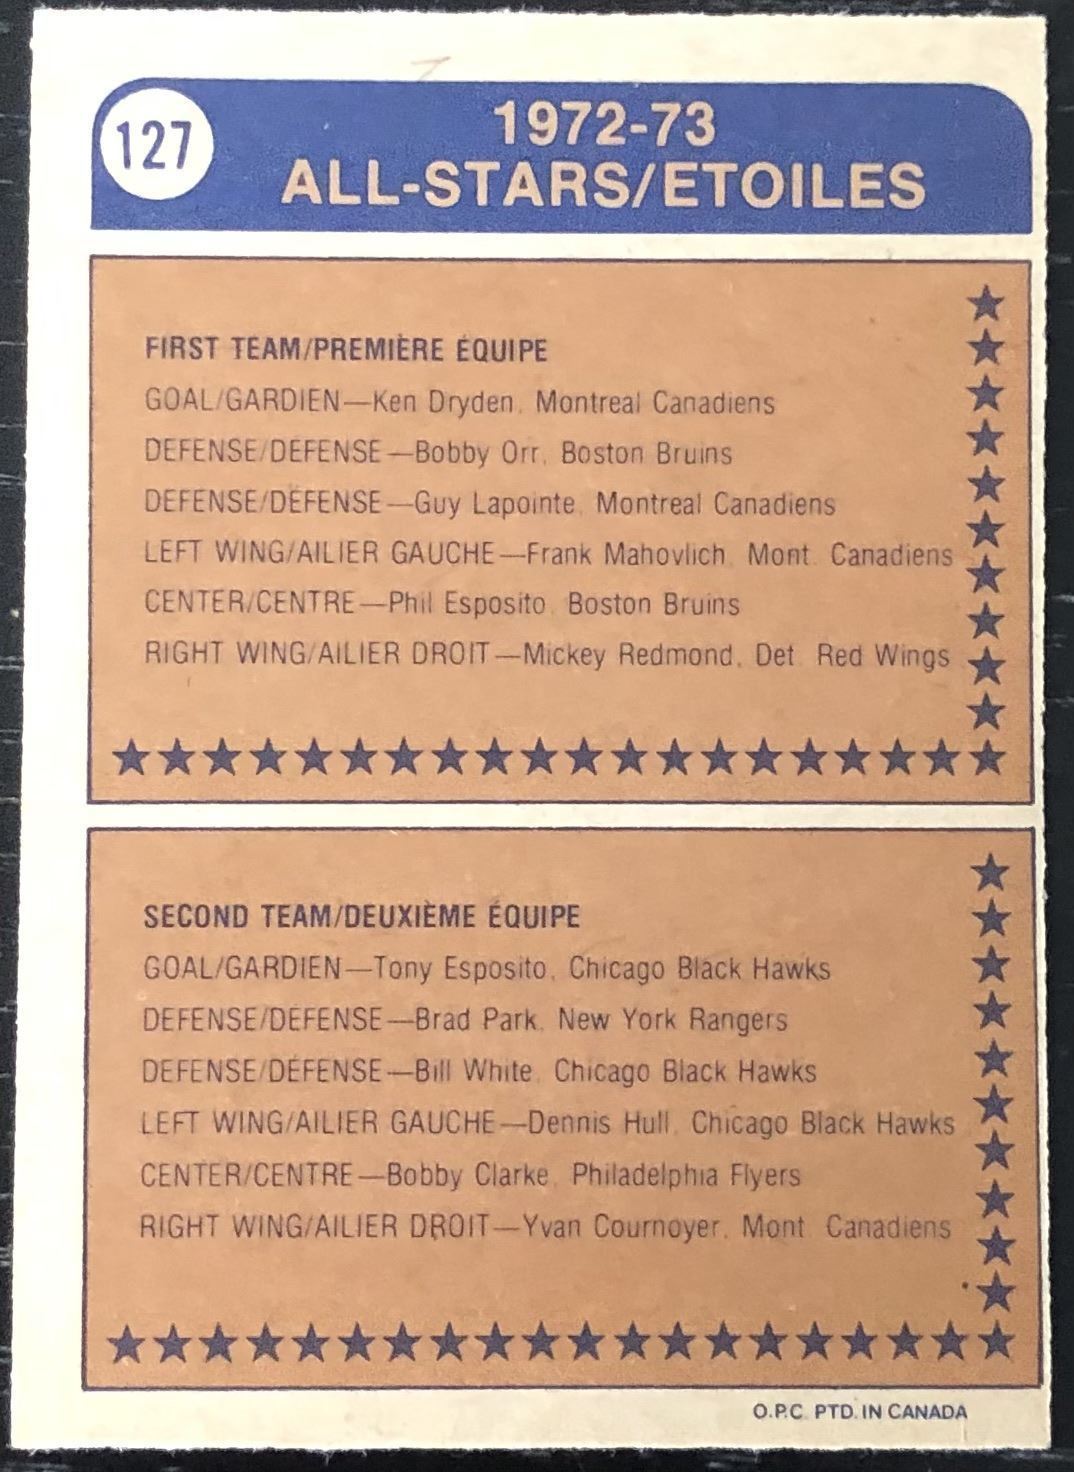 127
1972-73
ALL-STARS/ETOILES
FIRST TEAM/PREMIÈRE ÉQUIPE
GOAL/GARDIEN—Ken Dryden, Montreal Canadiens
DEFENSE/DÉFENSE—Bobby Orr, Boston Bruins
DEFENSE/DÉFENSE—Guy Lapointe, Montreal Canadiens
LEFT WING/AILIER GAUCHE—Frank Mahovlich, Mont. Canadiens
CENTER/CENTRE—Phil Esposito, Boston Bruins
RIGHT WING/AILIER DROIT—Mickey Redmond, Det. Red Wings
SECOND TEAM/DEUXIÈME ÉQUIPE
GOAL/GARDIEN—Tony Esposito, Chicago Black Hawks
DEFENSE/DÉFENSE—Brad Park, New York Rangers
DEFENSE/DÉFENSE—Bill White, Chicago Black Hawks
LEFT WING/AILIER GAUCHE—Dennis Hull, Chicago Black Hawks
CENTER/CENTRE—Bobby Clarke, Philadelphia Flyers
RIGHT WING/AILIER DROIT—Yvan Cournoyer, Mont. Canadiens
O.P.C. PTD. IN CANADA